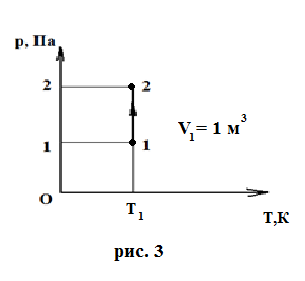 р, Па
2 2
V₁= 1 м³
1 1
О
T₁
T,К
рис. 3